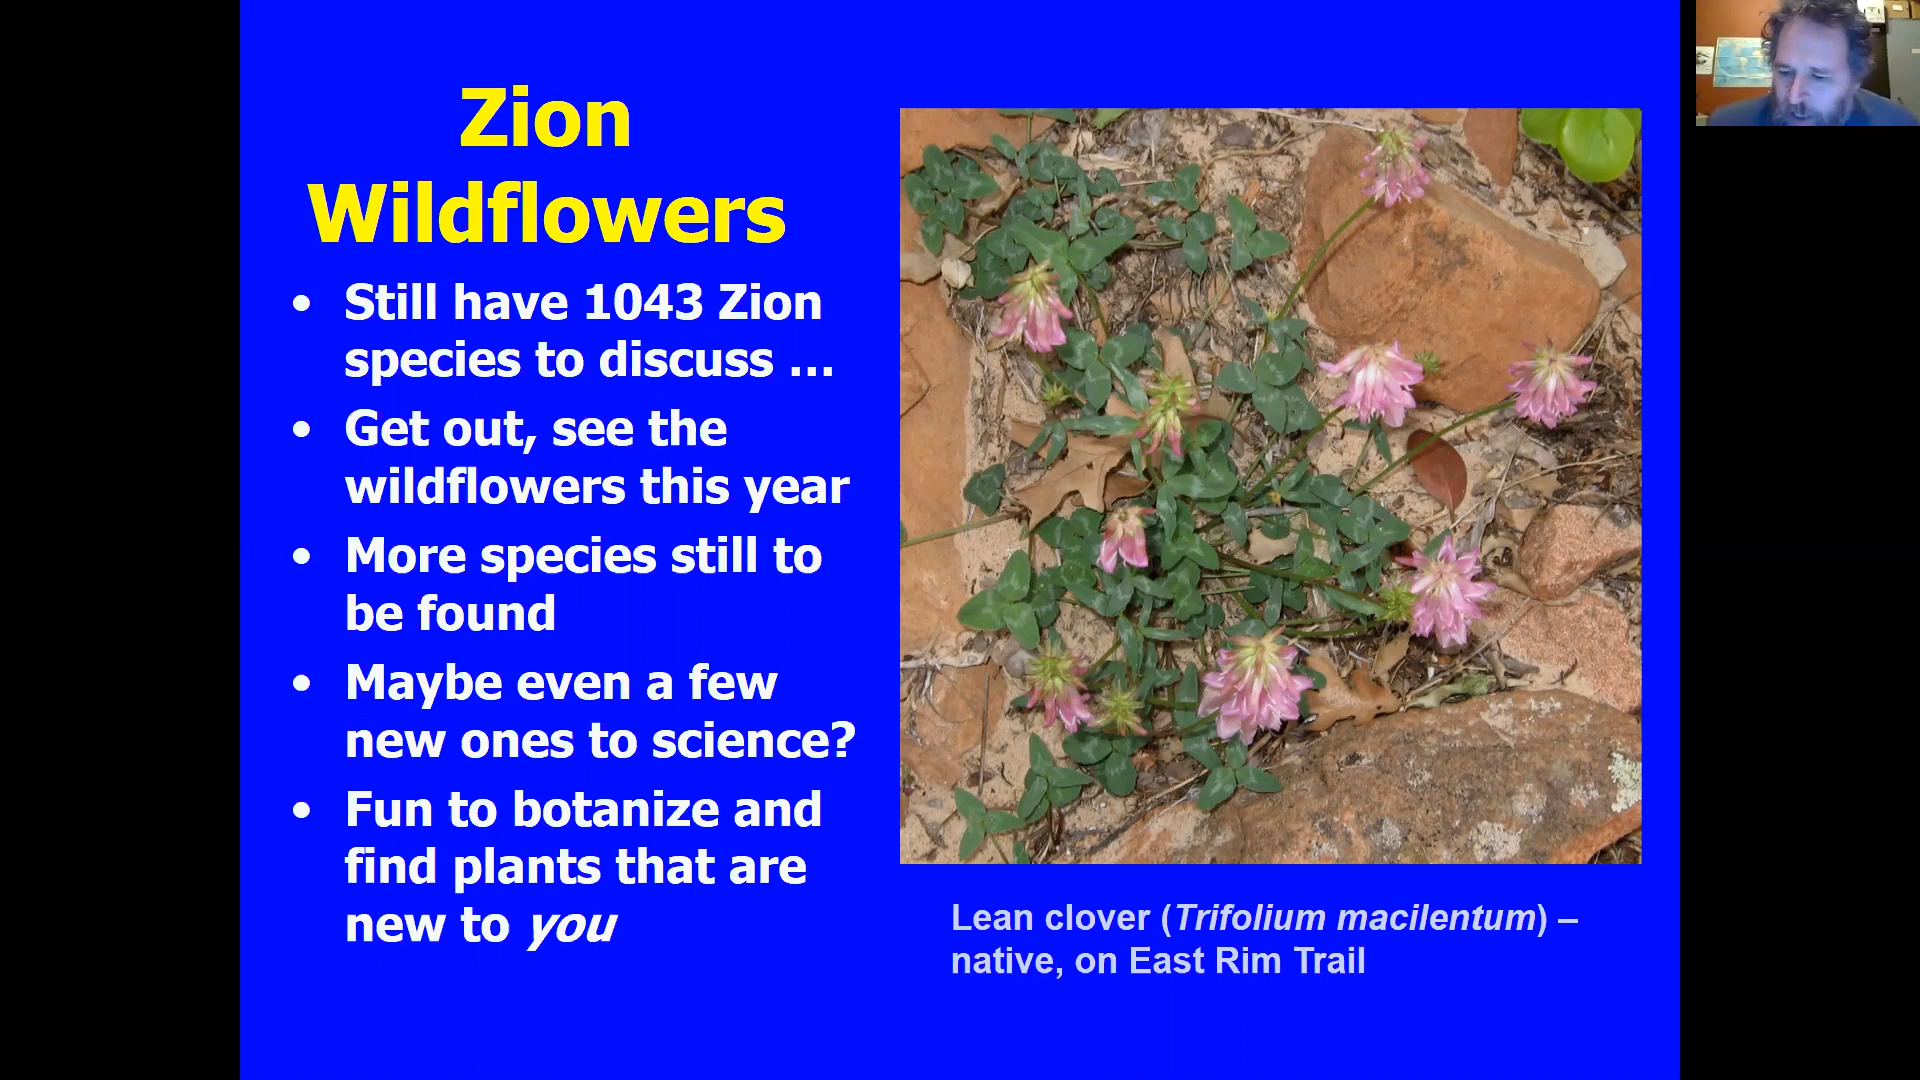 Zion
Wildflowers
• Still have 1043 Zion
species to discuss …
• Get out, see the
wildflowers this year
• More species still to
be found
• Maybe even a few
new ones to science?
• Fun to botanize and
find plants that are
new to you
Lean clover (Trifolium macilentum) –
native, on East Rim Trail